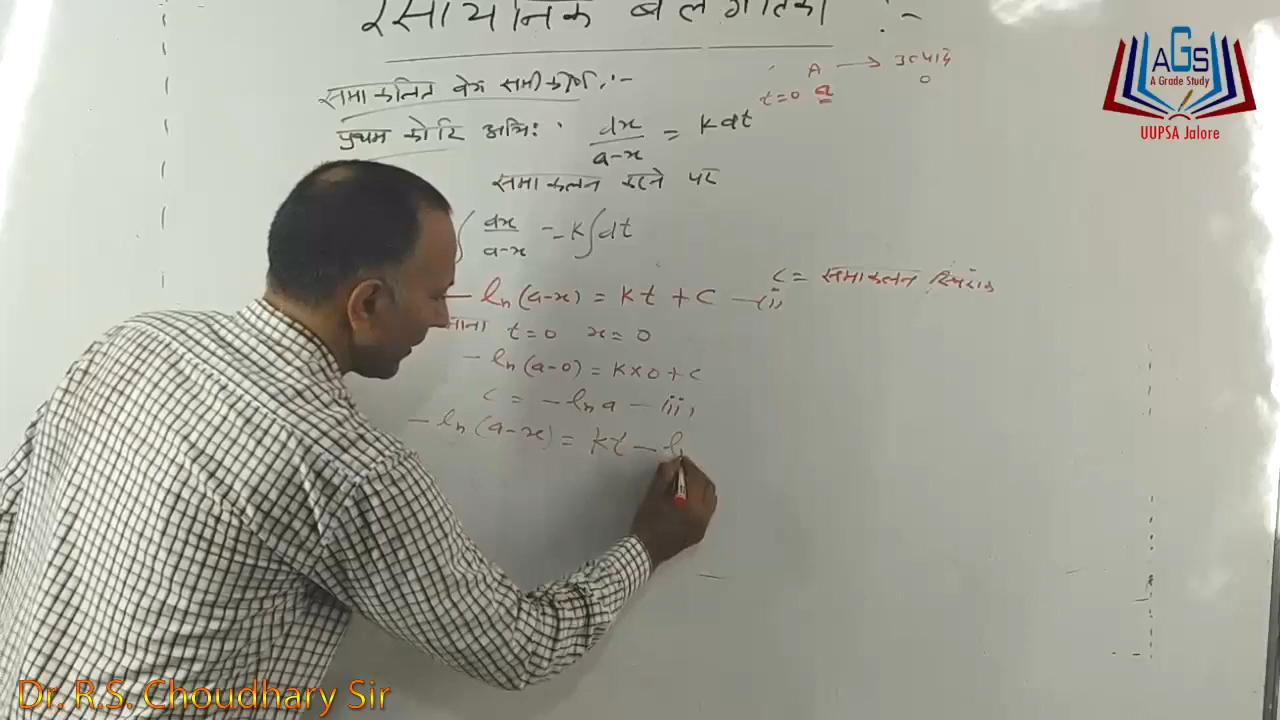 रसायनिक बलगतिकी :-
समाकलित वेग समीकरण :-
A → उत्पाद
t=0 a 0
प्रथम कोटि अभि: dx/a-x = Kdt
समाकलन करने पर
∫ dx/a-x = K∫dt
- ln (a-x) = Kt + C - (ii)
C = समाकलन स्थिरांक
माना t=0 x=0
- ln (a-0) = K×0+C
C = - ln a - (iii)
- ln (a-x) = Kt - l
AGS
A Grade Study
UUPSA Jalore
Dr. R.S. Choudhary Sir